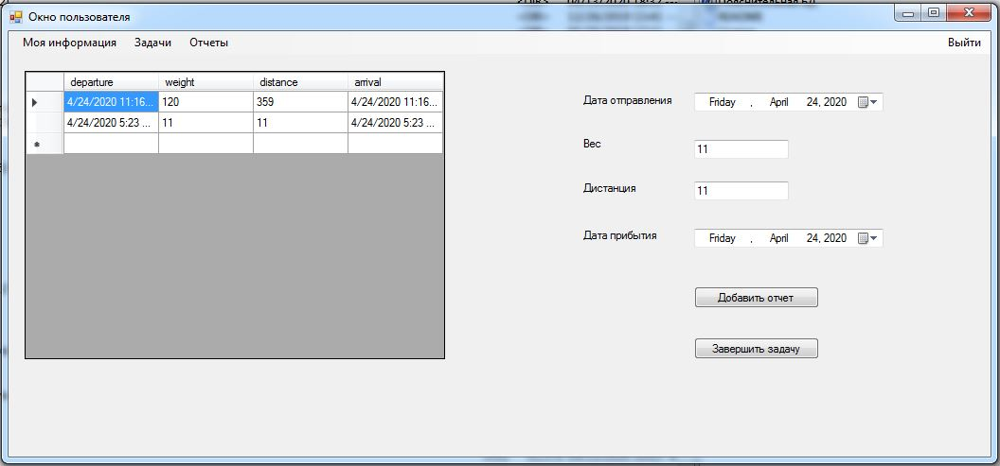 Окно пользователя
Моя информация Задачи Отчеты Выйти
departure weight distance arrival
4/24/2020 11:16... 120 359 4/24/2020 11:16...
4/24/2020 5:23 ... 11 11 4/24/2020 5:23 ...
Дата отправления Friday , April 24, 2020
Вес 11
Дистанция 11
Дата прибытия Friday , April 24, 2020
Добавить отчет
Завершить задачу